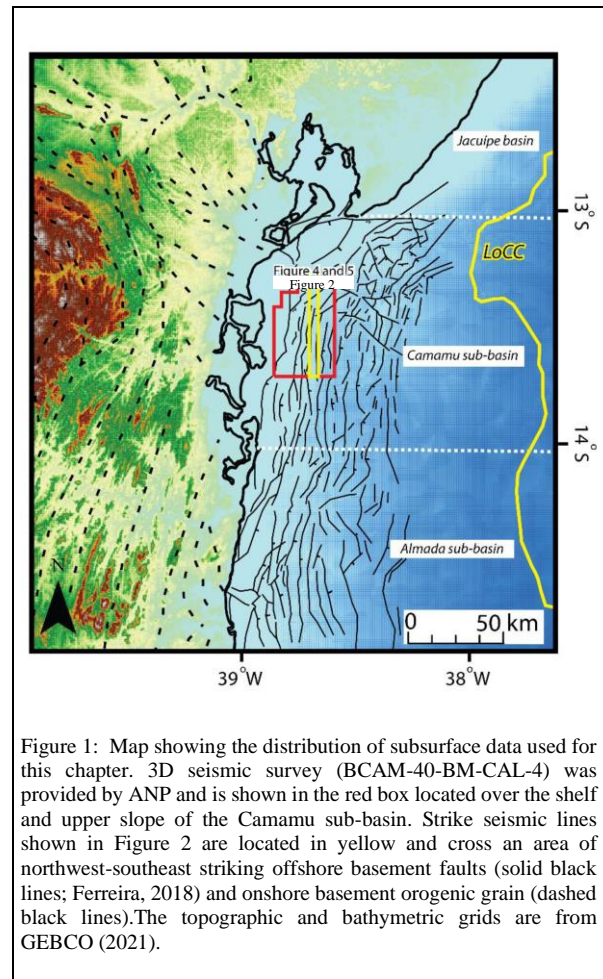 Jacuipe basin
13° S
LoCC
Figure 4 and 5
Figure 2
Camamu sub-basin
14° S
Almada sub-basin
N
0 50 km
39°W 38°W
Figure 1: Map showing the distribution of subsurface data used for
this chapter. 3D seismic survey (BCAM-40-BM-CAL-4) was
provided by ANP and is shown in the red box located over the shelf
and upper slope of the Camamu sub-basin. Strike seismic lines
shown in Figure 2 are located in yellow and cross an area of
northwest-southeast striking offshore basement faults (solid black
lines; Ferreira, 2018) and onshore basement orogenic grain (dashed
black lines).The topographic and bathymetric grids are from
GEBCO (2021).